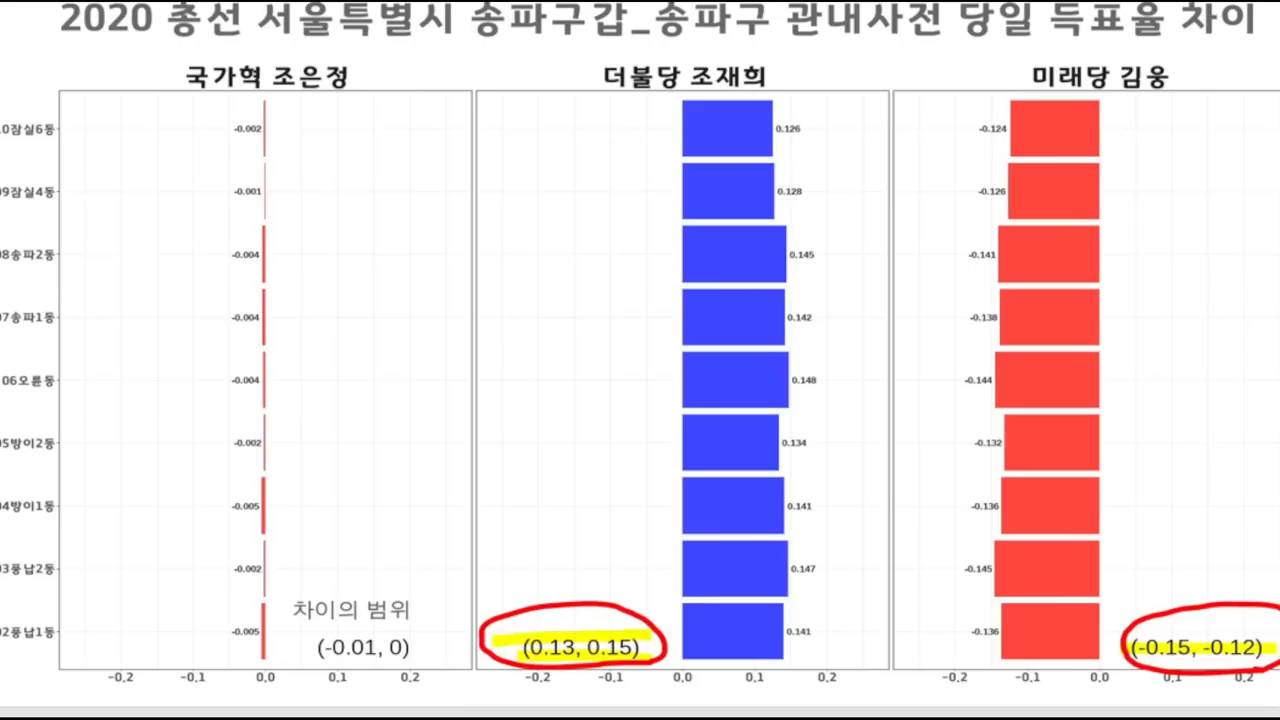 2020 총선 서울특별시 송파구갑_송파구 관내사전 당일 득표율 차이
국가혁 조은정 더불당 조재희 미래당 김웅
10잠실6동 -0.002 0.126 -0.124
09잠실4동 -0.001 0.128 -0.126
08송파2동 -0.004 0.145 -0.141
07송파1동 -0.004 0.142 -0.138
06오륜동 -0.004 0.148 -0.144
05방이2동 -0.002 0.134 -0.132
04방이1동 -0.005 0.141 -0.136
03풍납2동 -0.002 0.147 -0.145
차이의 범위
02풍납1동 -0.005 0.141 -0.136
(-0.01, 0) (0.13, 0.15) (-0.15, -0.12)
-0.2 -0.1 0.0 0.1 0.2 -0.2 -0.1 0.0 0.1 0.2 -0.2 -0.1 0.0 0.1 0.2